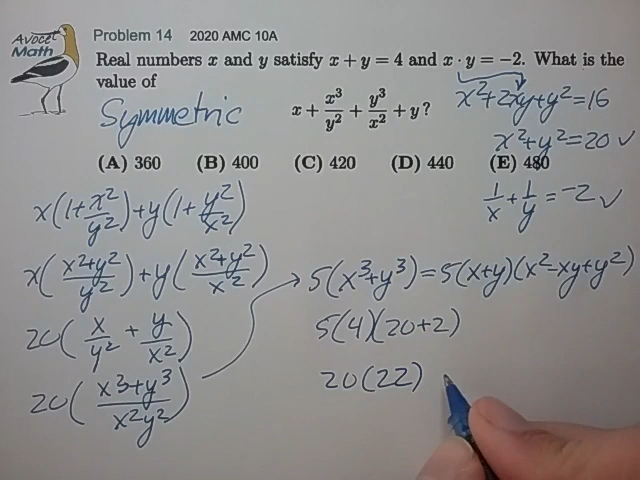 Avocet Math
Problem 14 2020 AMC 10A
Real numbers x and y satisfy x + y = 4 and x · y = −2. What is the
value of
x + x³/y² + y³/x² + y?
(A) 360 (B) 400 (C) 420 (D) 440 (E) 480
Symmetric
x²+2xy+y²=16
x²+y²=20 ✓
1/x + 1/y = −2 ✓
x(1+x²/y²)+y(1+y²/x²)
x((x²+y²)/y²)+y((x²+y²)/x²)
20(x/y² + y/x²)
20((x³+y³)/(x²y²))
5(x³+y³)=5(x+y)(x²−xy+y²)
5(4)(20+2)
20(22)